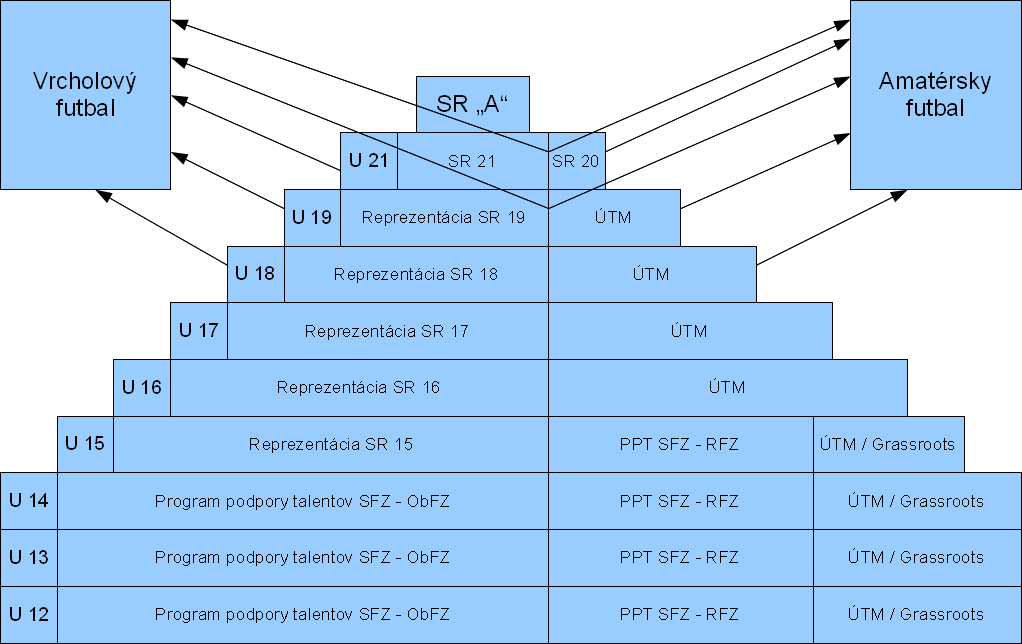 Vrcholový
futbal
Amatérsky
futbal
SR „A“
U 21
SR 21
SR 20
U 19
Reprezentácia SR 19
ÚTM
U 18
Reprezentácia SR 18
ÚTM
U 17
Reprezentácia SR 17
ÚTM
U 16
Reprezentácia SR 16
ÚTM
U 15
Reprezentácia SR 15
PPT SFZ - RFZ
ÚTM / Grassroots
U 14
Program podpory talentov SFZ - ObFZ
PPT SFZ - RFZ
ÚTM / Grassroots
U 13
Program podpory talentov SFZ - ObFZ
PPT SFZ - RFZ
ÚTM / Grassroots
U 12
Program podpory talentov SFZ - ObFZ
PPT SFZ - RFZ
ÚTM / Grassroots